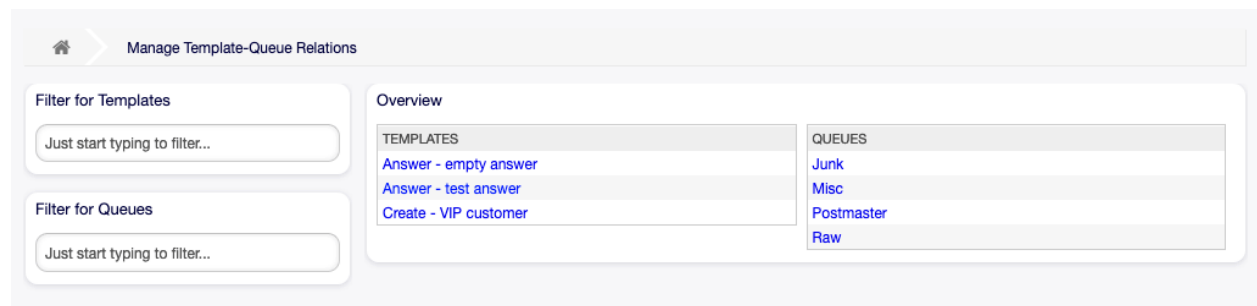 Manage Template-Queue Relations
Filter for Templates
Just start typing to filter...
Filter for Queues
Just start typing to filter...
Overview
TEMPLATES
Answer - empty answer
Answer - test answer
Create - VIP customer
QUEUES
Junk
Misc
Postmaster
Raw